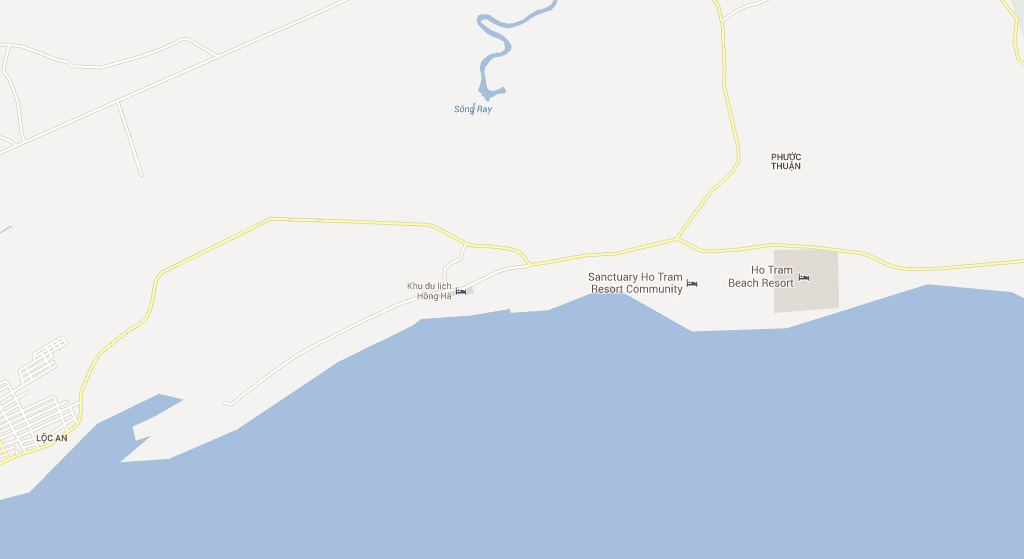 Sông Ray
PHƯỚC
THUẬN
Ho Tram
Beach Resort
Sanctuary Ho Tram
Resort Community
Khu du lịch
Hồng Hà
LỘC AN